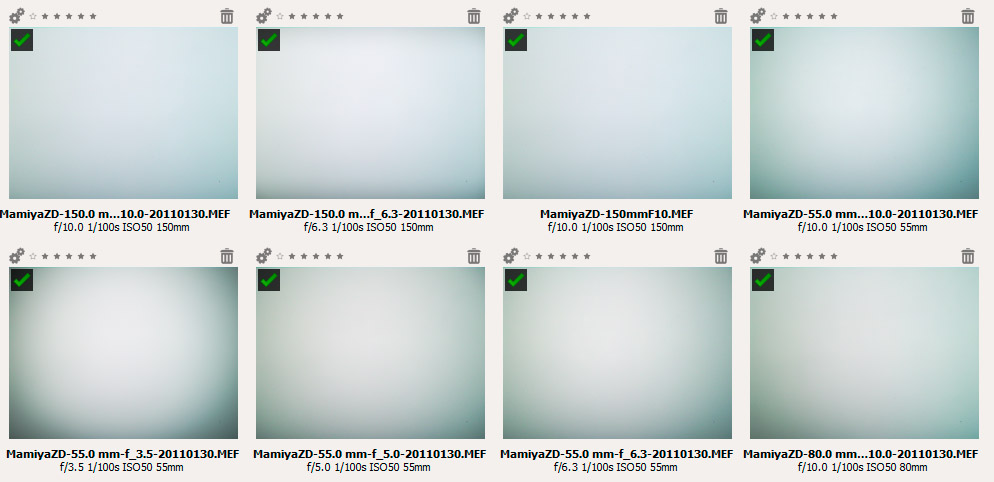 MamiyaZD-150.0 m...10.0-20110130.MEF
f/10.0 1/100s ISO50 150mm
MamiyaZD-150.0 m...f_6.3-20110130.MEF
f/6.3 1/100s ISO50 150mm
MamiyaZD-150mmF10.MEF
f/10.0 1/100s ISO50 150mm
MamiyaZD-55.0 mm...10.0-20110130.MEF
f/10.0 1/100s ISO50 55mm
MamiyaZD-55.0 mm-f_3.5-20110130.MEF
f/3.5 1/100s ISO50 55mm
MamiyaZD-55.0 mm-f_5.0-20110130.MEF
f/5.0 1/100s ISO50 55mm
MamiyaZD-55.0 mm-f_6.3-20110130.MEF
f/6.3 1/100s ISO50 55mm
MamiyaZD-80.0 mm...10.0-20110130.MEF
f/10.0 1/100s ISO50 80mm